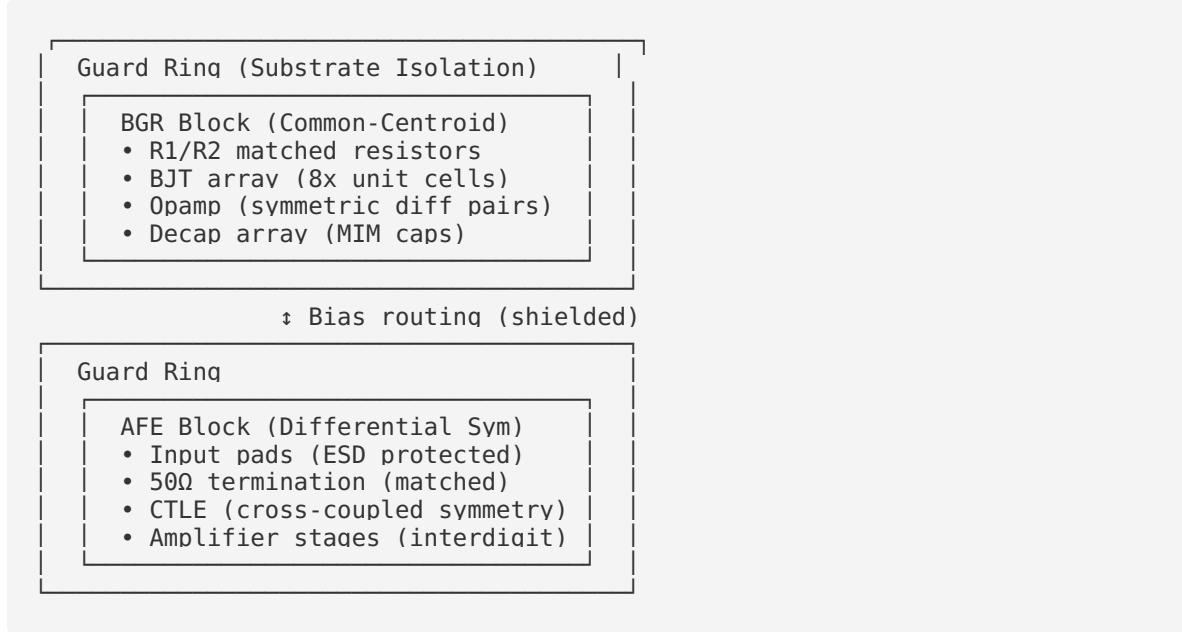 Guard Ring (Substrate Isolation)
BGR Block (Common-Centroid)
• R1/R2 matched resistors
• BJT array (8x unit cells)
• Opamp (symmetric diff pairs)
• Decap array (MIM caps)
↕ Bias routing (shielded)
Guard Ring
AFE Block (Differential Sym)
• Input pads (ESD protected)
• 50Ω termination (matched)
• CTLE (cross-coupled symmetry)
• Amplifier stages (interdigit)